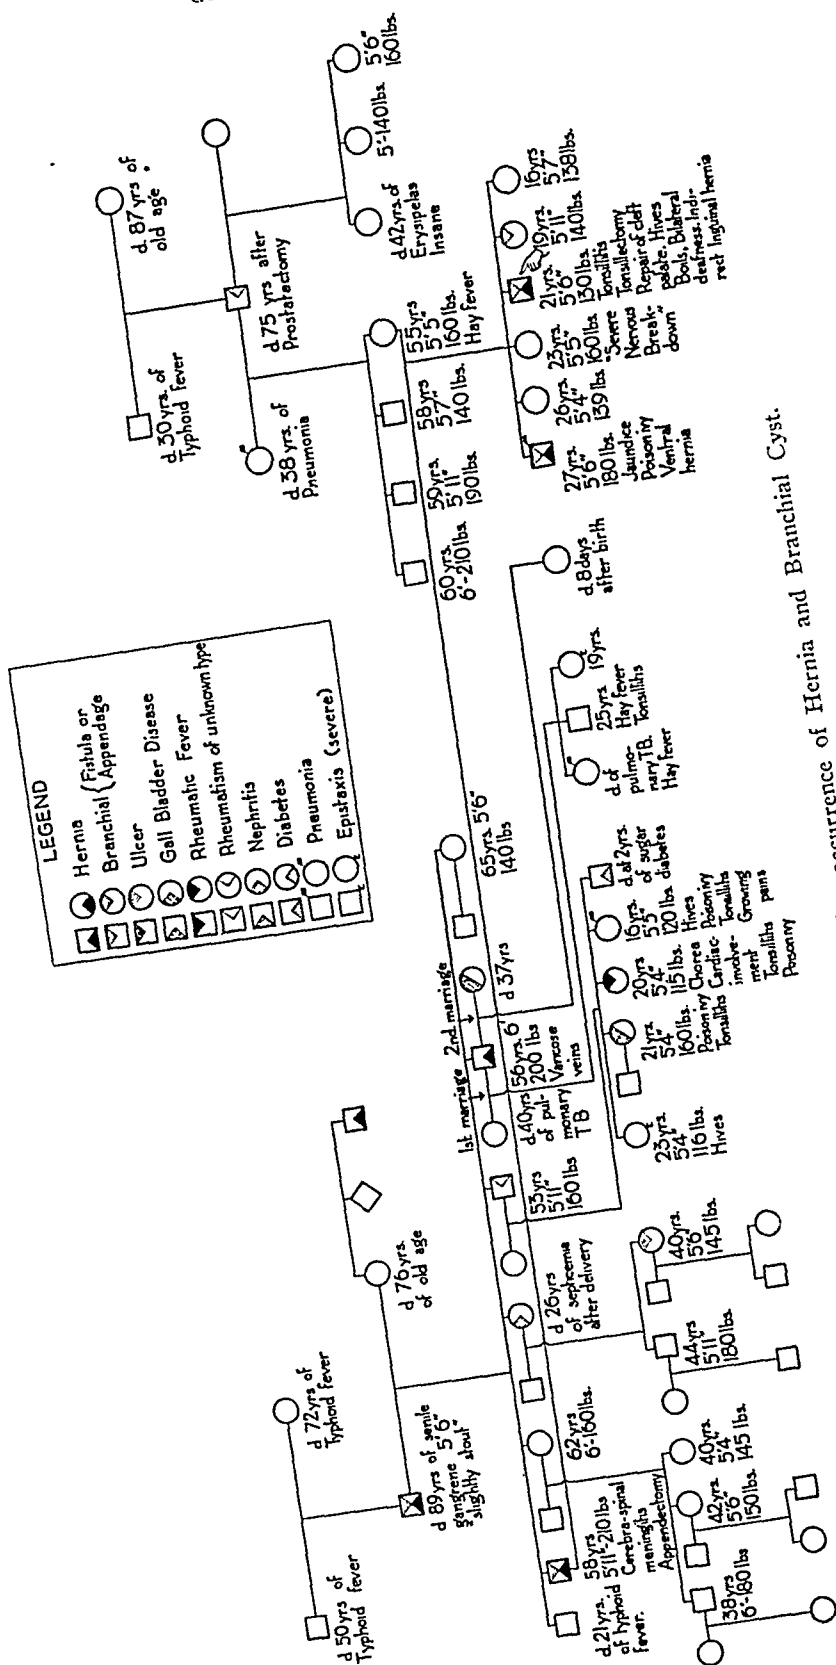 LEGEND
Hernia
Branchial { Fistula or
Appendage
Ulcer
Gall Bladder Disease
Rheumatic Fever
Rheumatism of unknown type
Nephritis
Diabetes
Pneumonia
Epistaxis (severe)
d. 50 yrs of
Typhoid fever
d 72 yrs of
Typhoid fever
d 89 yrs of senile
gangrene 5'6"
"slightly stout"
d 76 yrs.
of old age
d. 30 yrs. of
Typhoid Fever
d. 87 yrs of
old age
d 38 yrs. of
Pneumonia
d 75 yrs after
Prostatectomy
d 42 yrs. of
Erysipelas
Insane
5'-140 lbs.
5'6"
160 lbs.
1st marriage
2nd marriage
d. 21 yrs.
of typhoid
fever.
58 yrs
5'11"-210 lbs
Cerebra-spinal
meningitis
Appendectomy
62 yrs
6'-160 lbs.
d 26 yrs
of septicemia
after delivery
53 yrs
5'11"
160 lbs
d. 40 yrs
of pul-
monary
TB
56 yrs. 6'
200 lbs
Varicose
veins
d 37 yrs
65 yrs. 5'6"
140 lbs
60 yrs.
6'-210 lbs.
59 yrs.
5'11"
190 lbs.
58 yrs
5'7"
140 lbs.
55 yrs
5'5"
160 lbs.
Hay fever
38 yrs
6'-180 lbs
42 yrs.
5'6"
150 lbs.
40 yrs
5'4"
145 lbs.
44 yrs
5'11"
180 lbs
40 yrs.
5'6"
145 lbs.
23 yrs.
5'4"
116 lbs.
Hives
21 yr.
5'4"
160 lbs.
Poison ivy
Tonsillitis
20 yrs
5'4"
115 lbs.
Chorea
Cardiac
involve-
ment
Tonsillitis
Poison ivy
16 yrs.
5'5"
120 lbs
Hives
Poison ivy
Tonsillitis
Growing
pains
d. at 2 yrs.
of sugar
diabetes
d. of
pulmo-
nary TB.
Hay fever
25 yrs
Hay fever
Tonsillitis
19 yrs.
d. 8 days
after birth
27 yrs.
5'6"
180 lbs.
Jaundice
Poison ivy
Ventral
hernia
26 yrs
5'4"
139 lbs
23 yrs
5'5"
160 lbs.
"Severe
Nervous
Break-
down"
21 yrs.
5'6"
130 lbs.
Tonsillitis
Tonsillectomy
Repair of cleft
palate. Hives
Boils, Bilateral
deafness. Indi-
rect Inguinal hernia
19 yrs.
5'11"
140 lbs
16 yrs
5'7"
138 lbs.
occurrence of Hernia and Branchial Cyst.